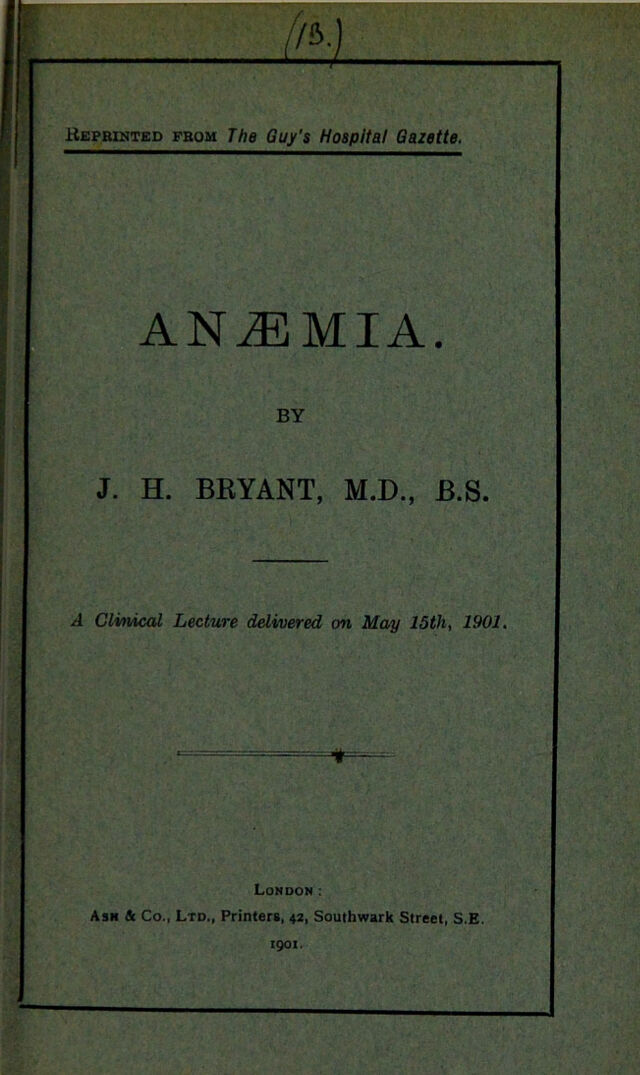 (13.)
REPRINTED FROM The Guy's Hospital Gazette.
ANÆMIA.
BY
J. H. BRYANT, M.D., B.S.
A Clinical Lecture delivered on May 15th, 1901.
LONDON:
ASH & Co., LTD., Printers, 42, Southwark Street, S.E.
1901.